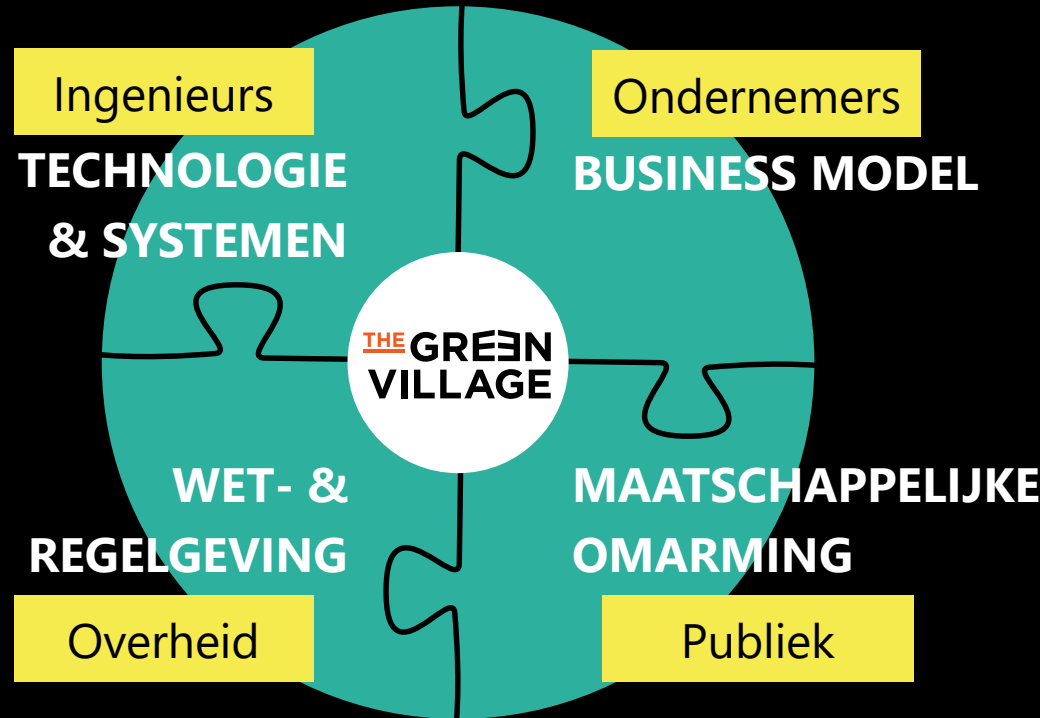 Ingenieurs
TECHNOLOGIE
& SYSTEMEN
Ondernemers
BUSINESS MODEL
THE GREEN
VILLAGE
WET- &
REGELGEVING
Overheid
MAATSCHAPPELIJKE
OMARMING
Publiek